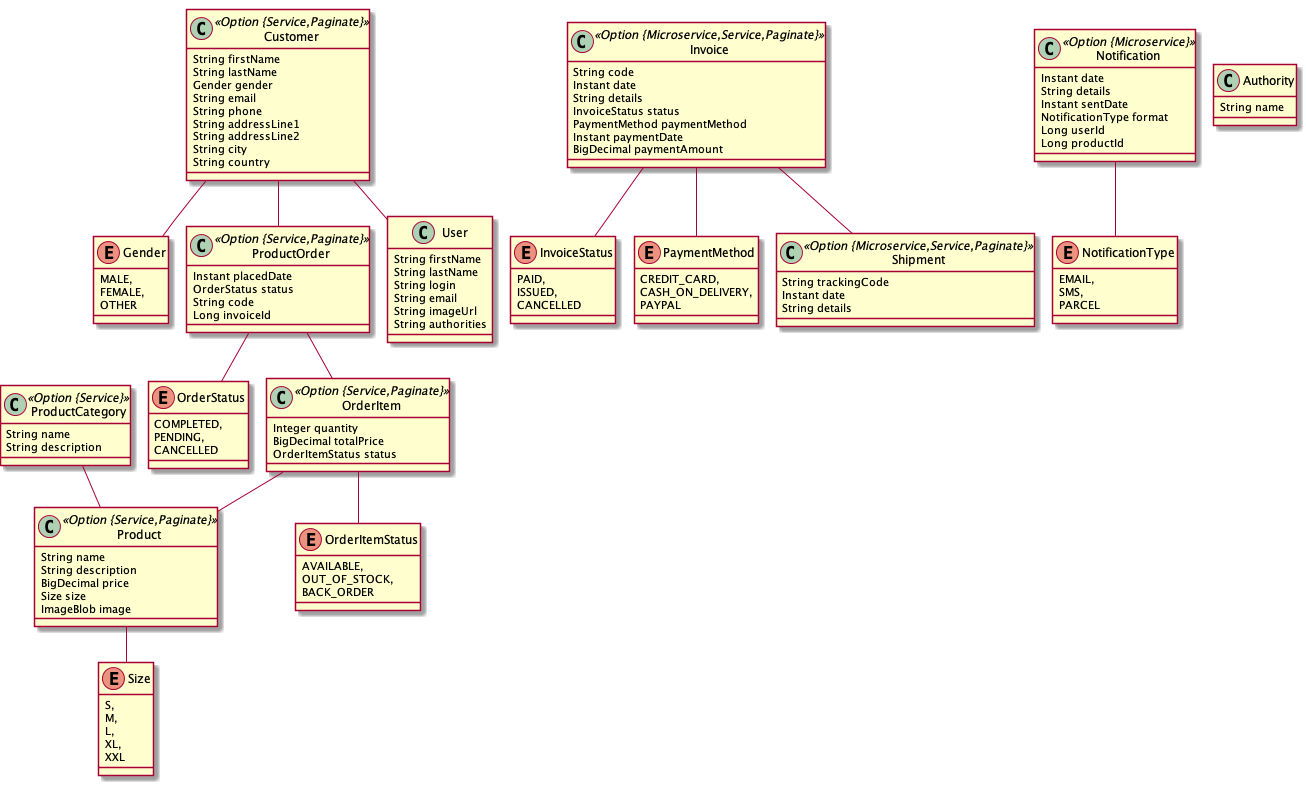 C
«Option {Service,Paginate}»
Customer
String firstName
String lastName
Gender gender
String email
String phone
String addressLine1
String addressLine2
String city
String country
C
«Option {Microservice,Service,Paginate}»
Invoice
String code
Instant date
String details
InvoiceStatus status
PaymentMethod paymentMethod
Instant paymentDate
BigDecimal paymentAmount
C
«Option {Microservice}»
Notification
Instant date
String details
Instant sentDate
NotificationType format
Long userId
Long productId
C
Authority
String name
E
Gender
MALE,
FEMALE,
OTHER
C
«Option {Service,Paginate}»
ProductOrder
Instant placedDate
OrderStatus status
String code
Long invoiceId
C
User
String firstName
String lastName
String login
String email
String imageUrl
String authorities
E
InvoiceStatus
PAID,
ISSUED,
CANCELLED
E
PaymentMethod
CREDIT_CARD,
CASH_ON_DELIVERY,
PAYPAL
C
«Option {Microservice,Service,Paginate}»
Shipment
String trackingCode
Instant date
String details
E
NotificationType
EMAIL,
SMS,
PARCEL
C
«Option {Service}»
ProductCategory
String name
String description
E
OrderStatus
COMPLETED,
PENDING,
CANCELLED
C
«Option {Service,Paginate}»
OrderItem
Integer quantity
BigDecimal totalPrice
OrderItemStatus status
C
«Option {Service,Paginate}»
Product
String name
String description
BigDecimal price
Size size
ImageBlob image
E
OrderItemStatus
AVAILABLE,
OUT_OF_STOCK,
BACK_ORDER
E
Size
S,
M,
L,
XL,
XXL